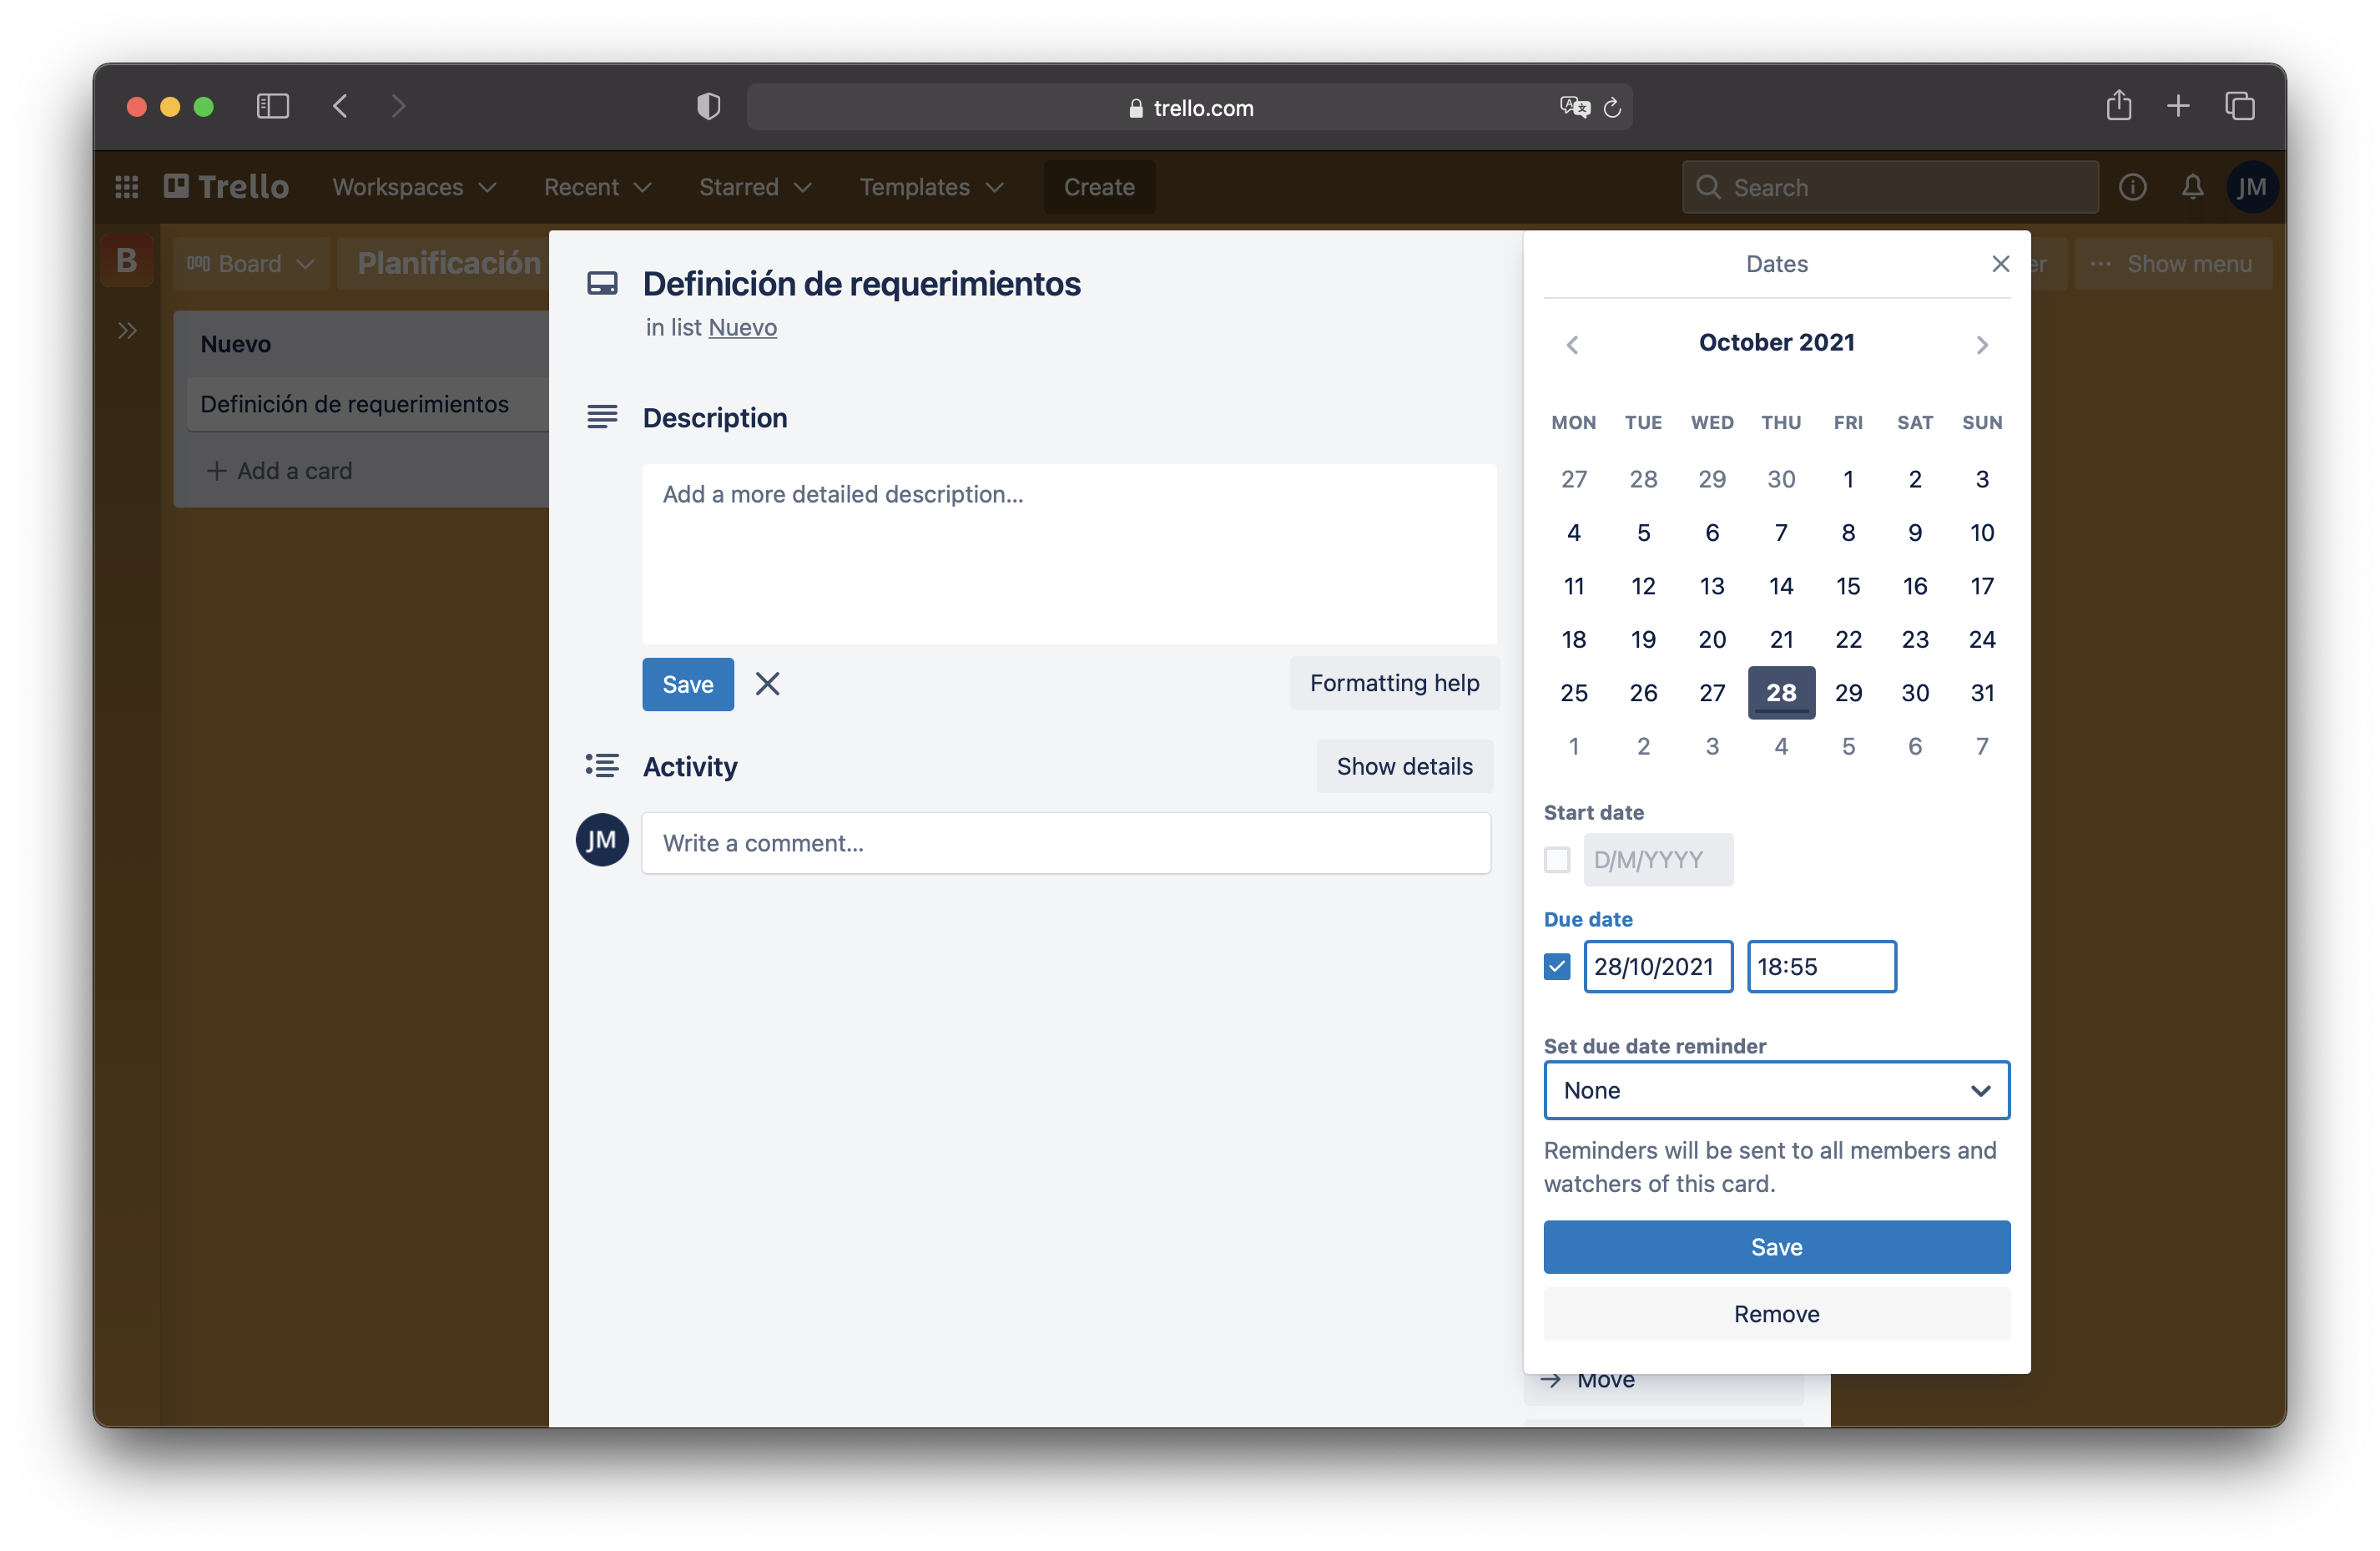 trello.com
Trello Workspaces Recent Starred Templates Create Search JM
B Board Planificación er ··· Show menu
Nuevo
Definición de requerimientos
+ Add a card
Definición de requerimientos
in list Nuevo
Description
Add a more detailed description...
Save Formatting help
Activity Show details
JM Write a comment...
Dates
October 2021
MON TUE WED THU FRI SAT SUN
27 28 29 30 1 2 3
4 5 6 7 8 9 10
11 12 13 14 15 16 17
18 19 20 21 22 23 24
25 26 27 28 29 30 31
1 2 3 4 5 6 7
Start date
D/M/YYYY
Due date
28/10/2021 18:55
Set due date reminder
None
Reminders will be sent to all members and
watchers of this card.
Save
Remove
Move